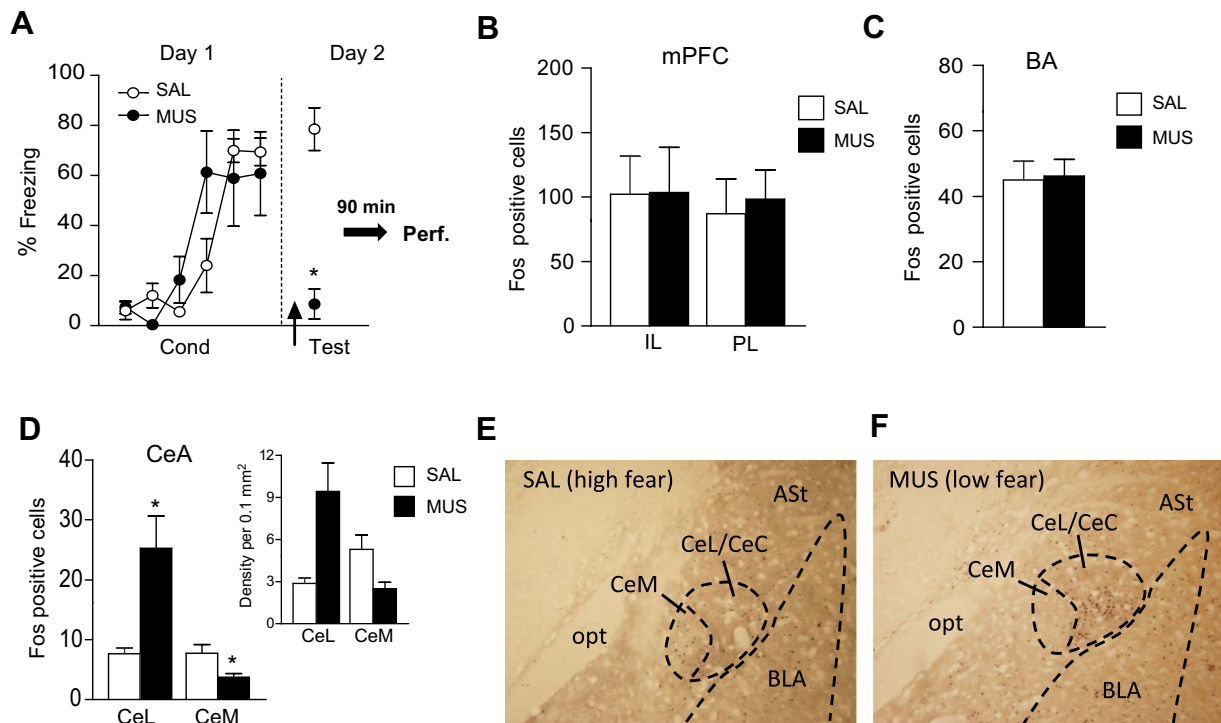 A
Day 1
Day 2
SAL
MUS
% Freezing
100
80
60
40
20
0
90 min
Perf.
*
Cond
Test
B
mPFC
Fos positive cells
200
150
100
50
0
SAL
MUS
IL
PL
C
BA
Fos positive cells
80
60
40
20
0
SAL
MUS
D
CeA
Fos positive cells
40
30
20
10
0
*
*
CeL
CeM
Density per 0.1 mm²
12
9
6
3
0
CeL
CeM
SAL
MUS
E
SAL (high fear)
ASt
CeL/CeC
CeM
opt
BLA
F
MUS (low fear)
ASt
CeL/CeC
CeM
opt
BLA